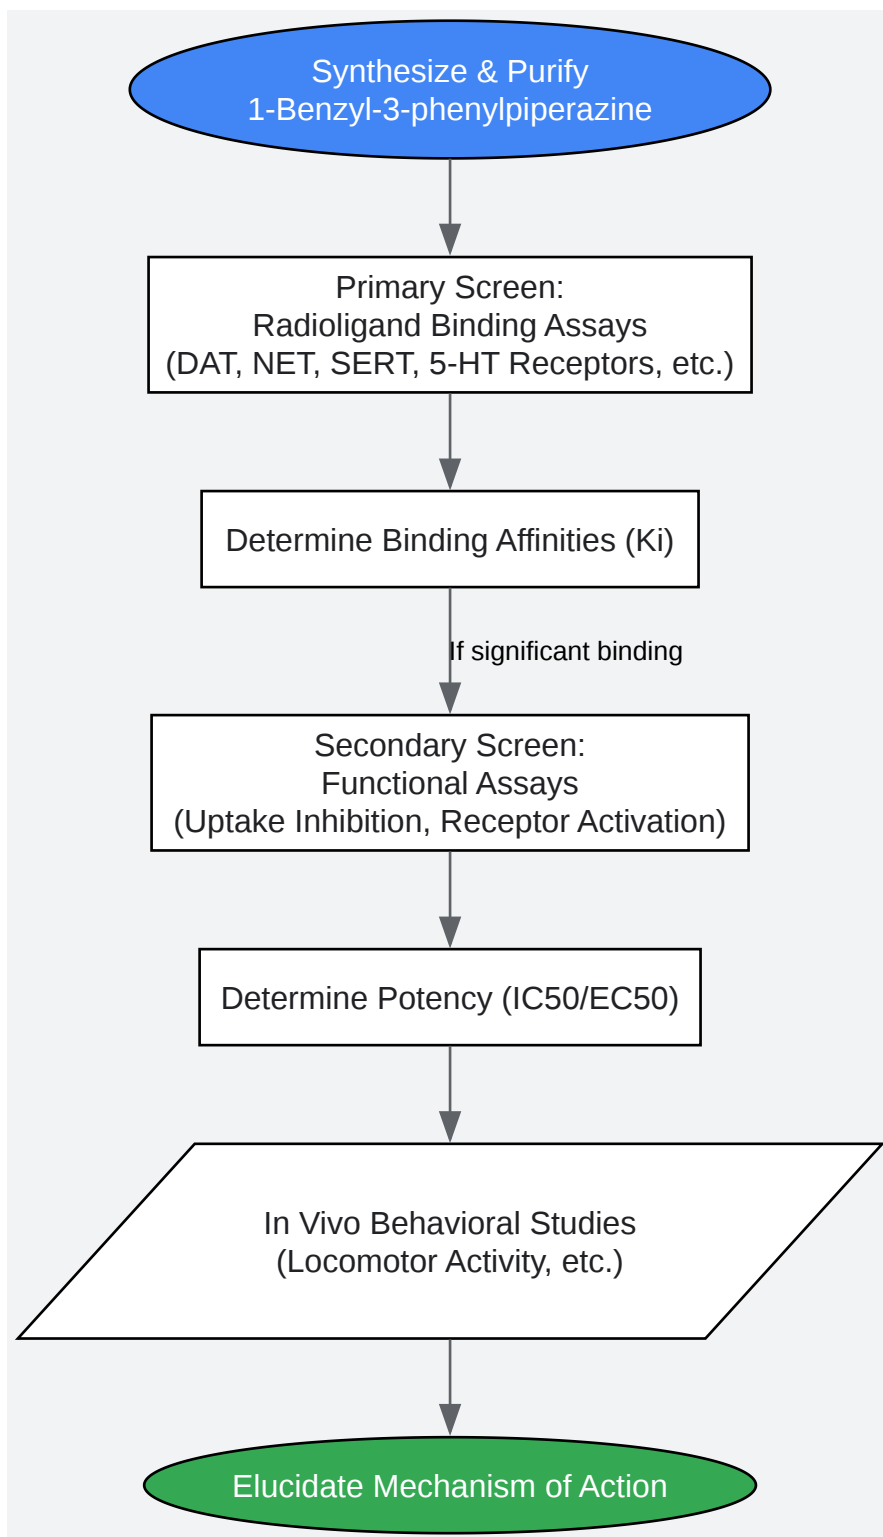 Synthesize & Purify
1-Benzyl-3-phenylpiperazine
Primary Screen:
Radioligand Binding Assays
(DAT, NET, SERT, 5-HT Receptors, etc.)
Determine Binding Affinities (Ki)
If significant binding
Secondary Screen:
Functional Assays
(Uptake Inhibition, Receptor Activation)
Determine Potency (IC50/EC50)
In Vivo Behavioral Studies
(Locomotor Activity, etc.)
Elucidate Mechanism of Action